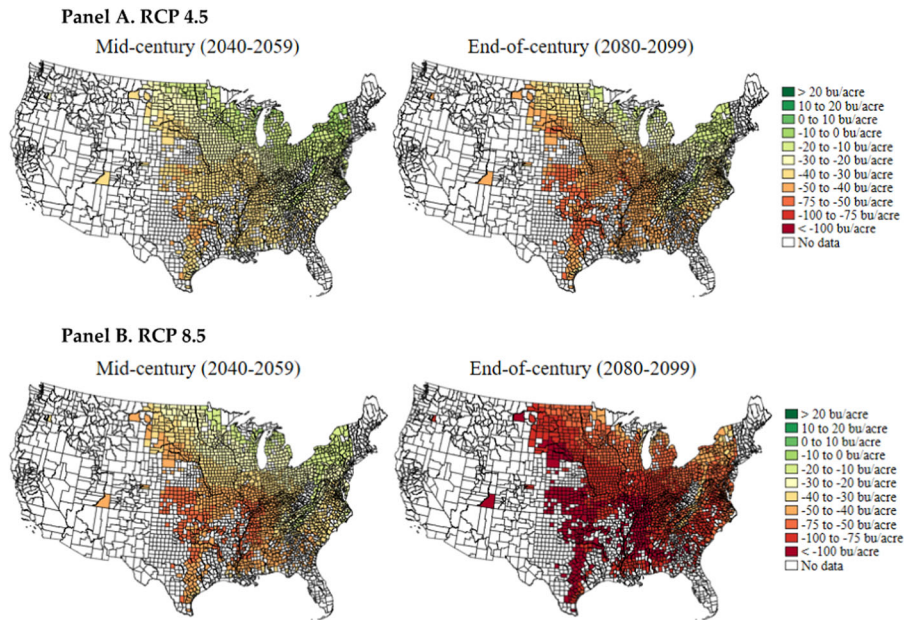 Panel A. RCP 4.5
Mid-century (2040-2059)
End-of-century (2080-2099)
> 20 bu/acre
10 to 20 bu/acre
0 to 10 bu/acre
-10 to 0 bu/acre
-20 to -10 bu/acre
-30 to -20 bu/acre
-40 to -30 bu/acre
-50 to -40 bu/acre
-75 to -50 bu/acre
-100 to -75 bu/acre
< -100 bu/acre
No data
Panel B. RCP 8.5
Mid-century (2040-2059)
End-of-century (2080-2099)
> 20 bu/acre
10 to 20 bu/acre
0 to 10 bu/acre
-10 to 0 bu/acre
-20 to -10 bu/acre
-30 to -20 bu/acre
-40 to -30 bu/acre
-50 to -40 bu/acre
-75 to -50 bu/acre
-100 to -75 bu/acre
< -100 bu/acre
No data